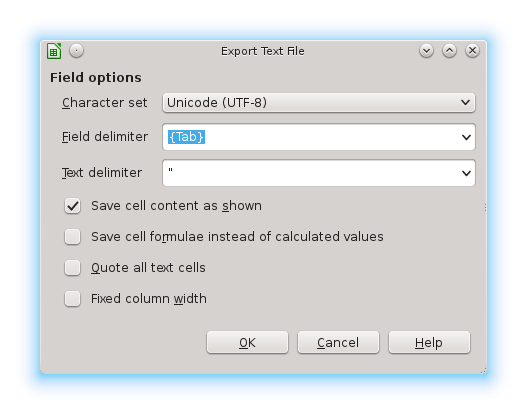 Export Text File
Field options
Character set Unicode (UTF-8)
Field delimiter {Tab}
Text delimiter "
Save cell content as shown
Save cell formulae instead of calculated values
Quote all text cells
Fixed column width
OK Cancel Help